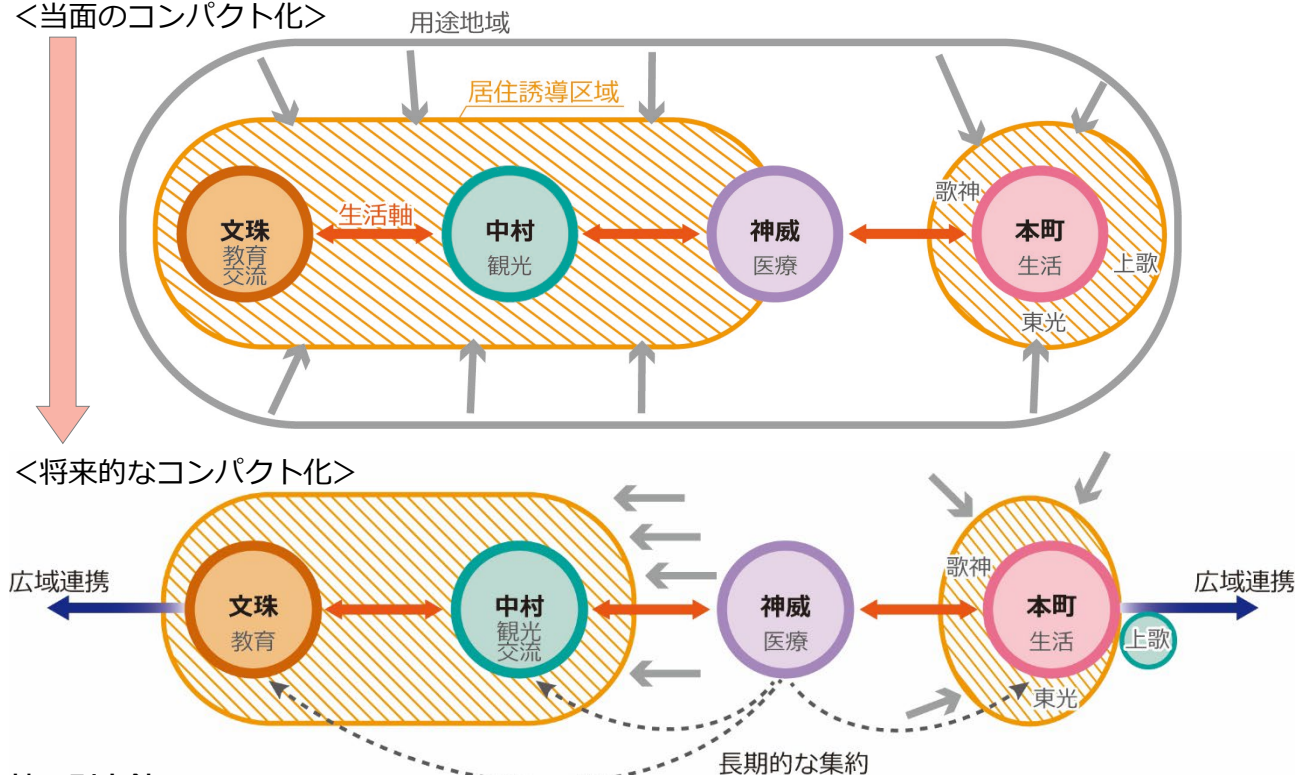 ＜当面のコンパクト化＞
用途地域
居住誘導区域
生活軸
文珠
教育
交流
中村
観光
神威
医療
歌神
本町
生活
上歌
東光
＜将来的なコンパクト化＞
広域連携
文珠
教育
中村
観光
交流
神威
医療
歌神
本町
生活
上歌
東光
広域連携
長期的な集約